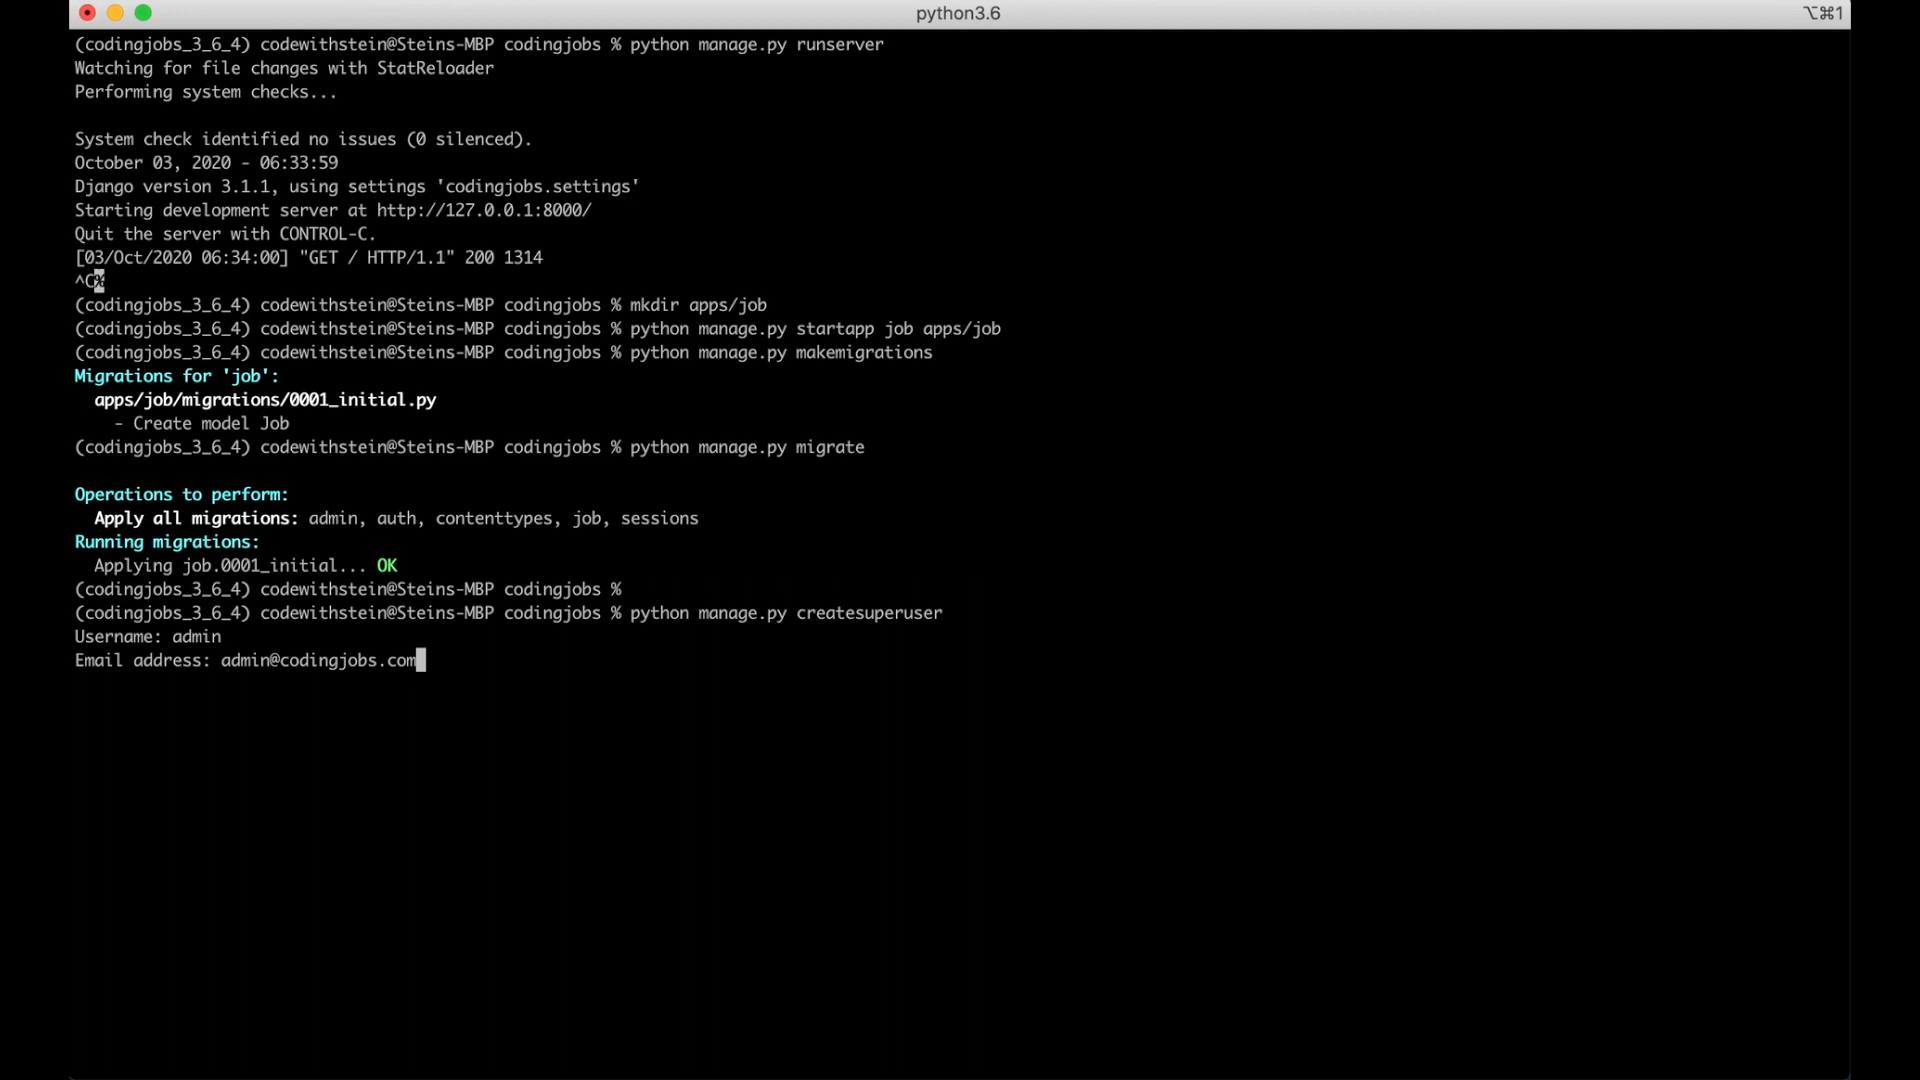 python3.6
⌥⌘1
(codingjobs_3_6_4) codewithstein@Steins-MBP codingjobs % python manage.py runserver
Watching for file changes with StatReloader
Performing system checks...
System check identified no issues (0 silenced).
October 03, 2020 - 06:33:59
Django version 3.1.1, using settings 'codingjobs.settings'
Starting development server at http://127.0.0.1:8000/
Quit the server with CONTROL-C.
[03/Oct/2020 06:34:00] "GET / HTTP/1.1" 200 1314
^C%
(codingjobs_3_6_4) codewithstein@Steins-MBP codingjobs % mkdir apps/job
(codingjobs_3_6_4) codewithstein@Steins-MBP codingjobs % python manage.py startapp job apps/job
(codingjobs_3_6_4) codewithstein@Steins-MBP codingjobs % python manage.py makemigrations
Migrations for 'job':
apps/job/migrations/0001_initial.py
- Create model Job
(codingjobs_3_6_4) codewithstein@Steins-MBP codingjobs % python manage.py migrate
Operations to perform:
Apply all migrations: admin, auth, contenttypes, job, sessions
Running migrations:
Applying job.0001_initial... OK
(codingjobs_3_6_4) codewithstein@Steins-MBP codingjobs %
(codingjobs_3_6_4) codewithstein@Steins-MBP codingjobs % python manage.py createsuperuser
Username: admin
Email address: admin@codingjobs.com